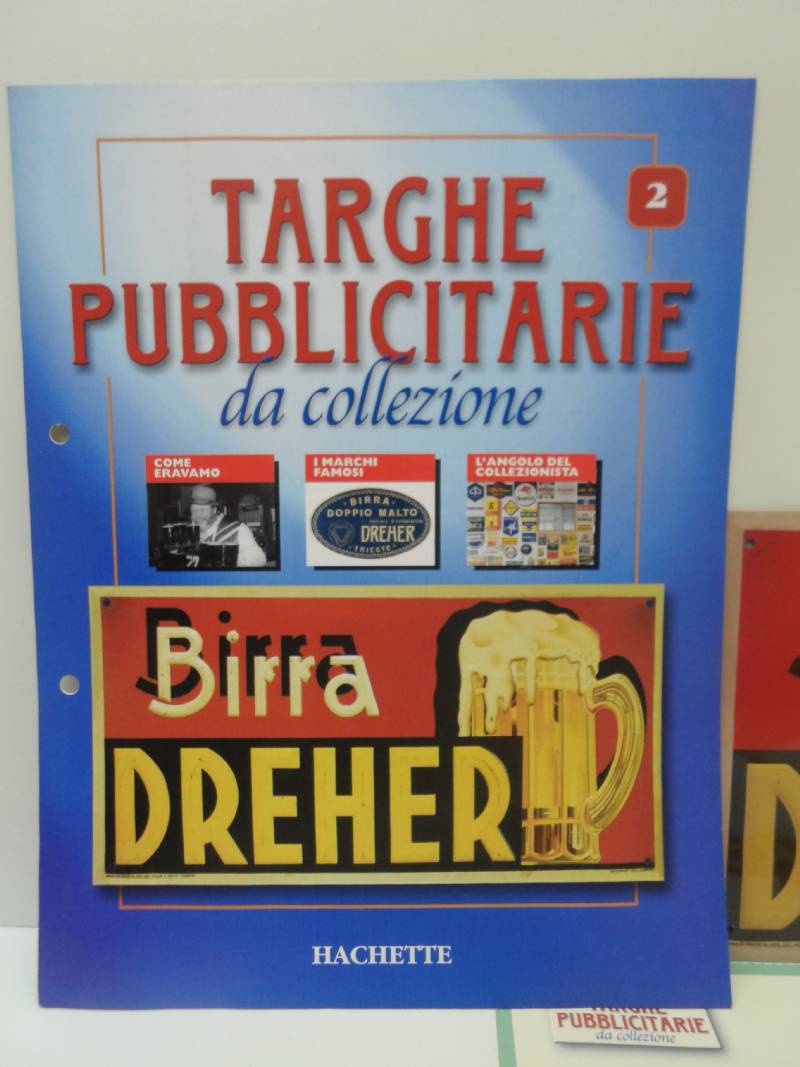 2
TARGHE
PUBBLICITARIE
da collezione
COME
ERAVAMO
I MARCHI
FAMOSI
L'ANGOLO DEL
COLLEZIONISTA
BIRRA
DOPPIO MALTO
DREHER
TRIESTE
Birra
DREHER
HACHETTE
D
TARGHE
PUBBLICITARIE
da collezione